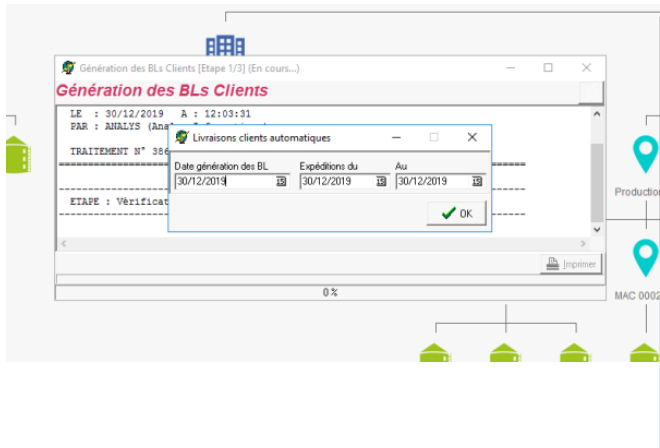 Génération des BLs Clients [Etape 1/3] (En cours...)
Génération des BLs Clients
LE : 30/12/2019 A : 12:03:31
PAR : ANALYS (Ana
TRAITEMENT N° 386
ETAPE : Vérificat
Livraisons clients automatiques
Date génération des BL Expéditions du Au
30/12/2019 30/12/2019 30/12/2019
OK
Imprimer
0 %
Production
MAC 0002